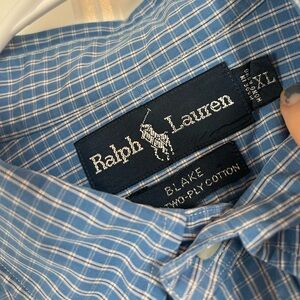 Ralph Lauren
XL
BLAKE
TWO-PLY COTTON